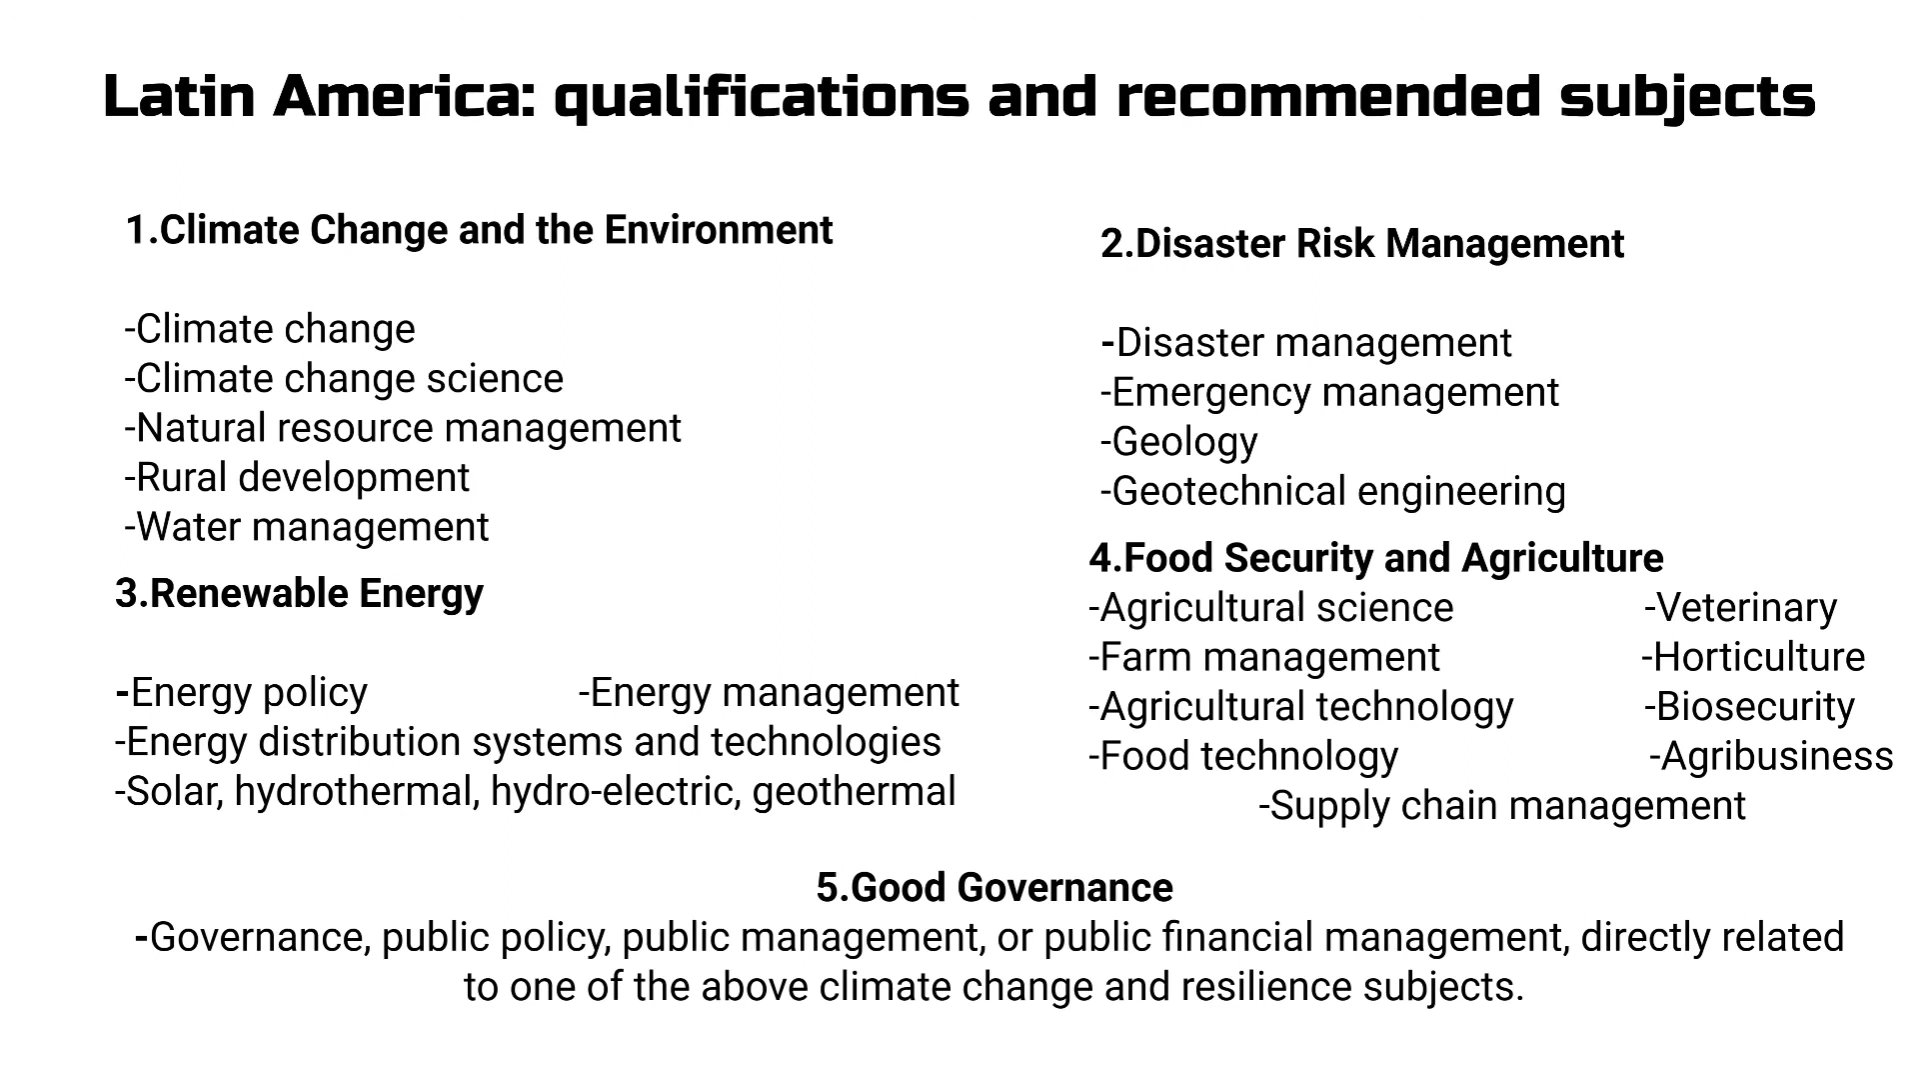 Latin America: qualifications and recommended subjects
1.Climate Change and the Environment
-Climate change
-Climate change science
-Natural resource management
-Rural development
-Water management
2.Disaster Risk Management
-Disaster management
-Emergency management
-Geology
-Geotechnical engineering
3.Renewable Energy
-Energy policy -Energy management
-Energy distribution systems and technologies
-Solar, hydrothermal, hydro-electric, geothermal
4.Food Security and Agriculture
-Agricultural science -Veterinary
-Farm management -Horticulture
-Agricultural technology -Biosecurity
-Food technology -Agribusiness
-Supply chain management
5.Good Governance
-Governance, public policy, public management, or public financial management, directly related
to one of the above climate change and resilience subjects.